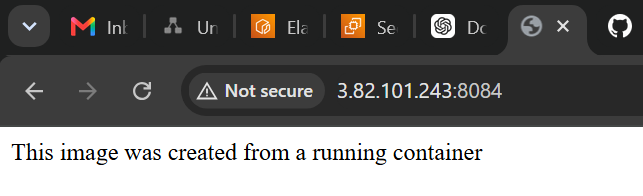 Inb
Un
Ela
Se
Do
Not secure
3.82.101.243:8084
This image was created from a running container